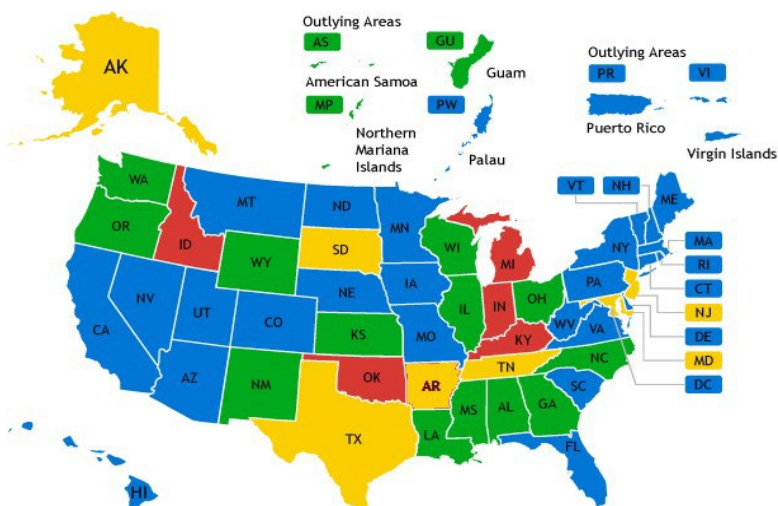 Outlying Areas
AS
GU
American Samoa
Guam
MP
PW
Northern
Mariana
Islands
Palau
Outlying Areas
PR
VI
Puerto Rico
Virgin Islands
AK
WA
MT
ND
MN
VT
NH
ME
OR
ID
WY
SD
WI
MI
NY
MA
RI
CT
NJ
DE
MD
DC
CA
NV
UT
CO
NE
IA
IL
IN
OH
PA
WV
VA
KS
MO
KY
AZ
NM
OK
AR
TN
NC
SC
TX
LA
MS
AL
GA
FL
HI